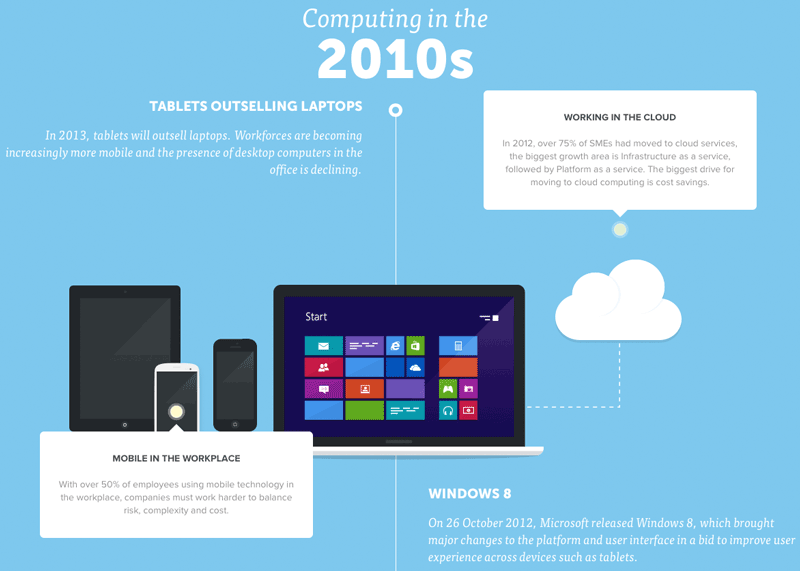 Computing in the
2010s
TABLETS OUTSELLING LAPTOPS
In 2013, tablets will outsell laptops. Workforces are becoming
increasingly more mobile and the presence of desktop computers in the
office is declining.
WORKING IN THE CLOUD
In 2012, over 75% of SMEs had moved to cloud services,
the biggest growth area is Infrastructure as a service,
followed by Platform as a service. The biggest drive for
moving to cloud computing is cost savings.
Start
MOBILE IN THE WORKPLACE
With over 50% of employees using mobile technology in
the workplace, companies must work harder to balance
risk, complexity and cost.
WINDOWS 8
On 26 October 2012, Microsoft released Windows 8, which brought
major changes to the platform and user interface in a bid to improve user
experience across devices such as tablets.